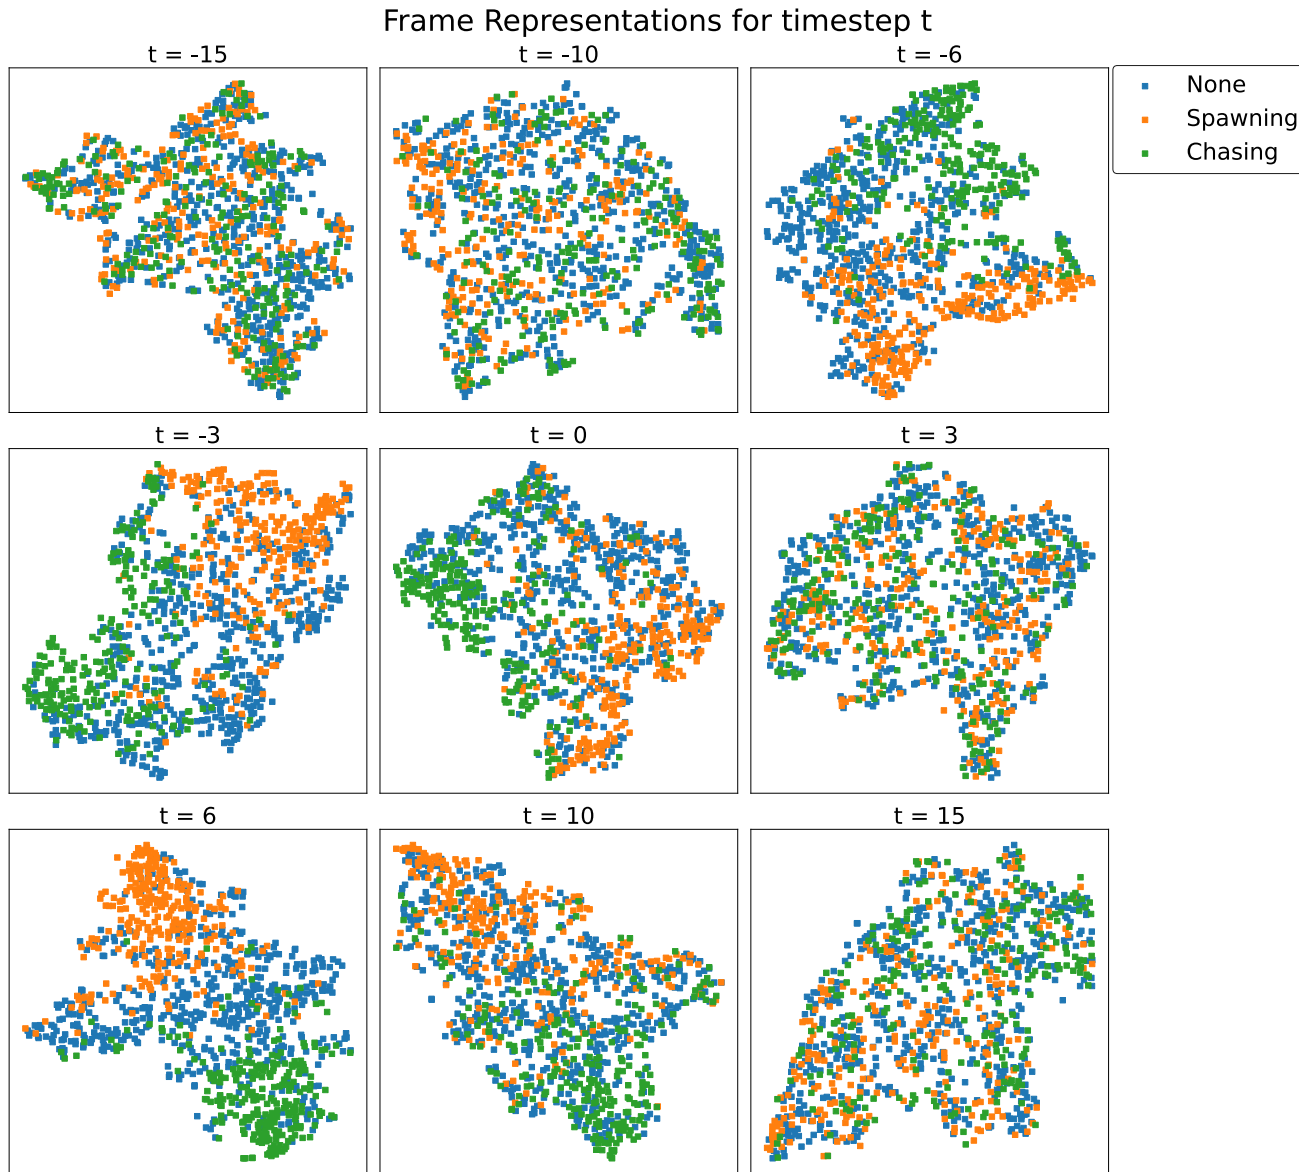 Frame Representations for timestep t
t = -15
t = -10
t = -6
None
Spawning
Chasing
t = -3
t = 0
t = 3
t = 6
t = 10
t = 15